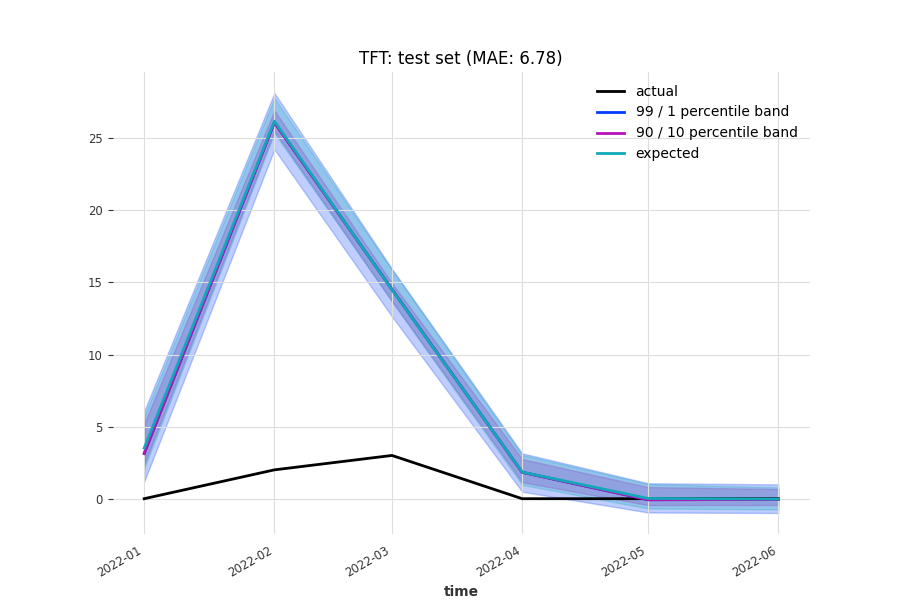 TFT: test set (MAE: 6.78)
actual
99 / 1 percentile band
90 / 10 percentile band
expected
25
20
15
10
5
0
2022-01
2022-02
2022-03
2022-04
2022-05
2022-06
time